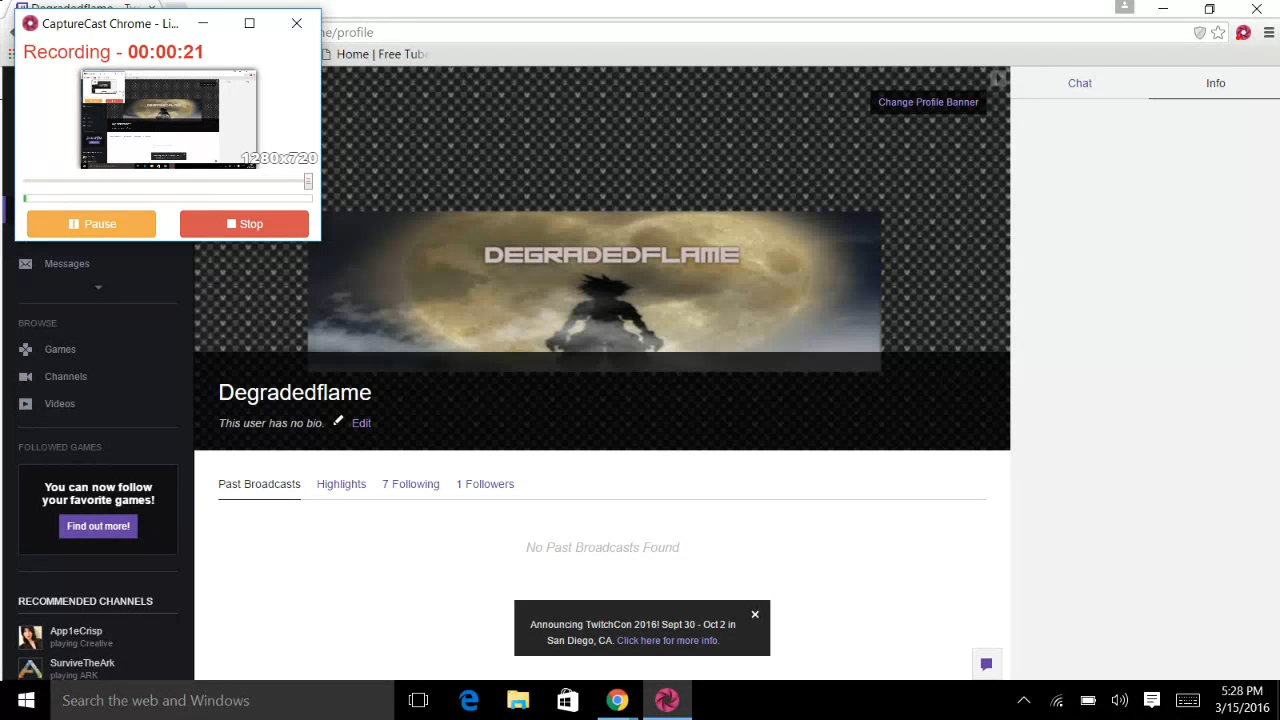 Degradedflame - Tw
CaptureCast Chrome - Li...
Recording - 00:00:21
1280x720
Pause
Stop
me/profile
Home | Free Tube
Change Profile Banner
Chat
Info
DEGRADEDFLAME
Messages
BROWSE
Games
Channels
Videos
FOLLOWED GAMES
You can now follow
your favorite games!
Find out more!
RECOMMENDED CHANNELS
App1eCrisp
playing Creative
SurviveTheArk
playing ARK
Degradedflame
This user has no bio.
Edit
Past Broadcasts
Highlights
7 Following
1 Followers
No Past Broadcasts Found
Announcing TwitchCon 2016! Sept 30 - Oct 2 in
San Diego, CA. Click here for more info.
Search the web and Windows
5:28 PM
3/15/2016